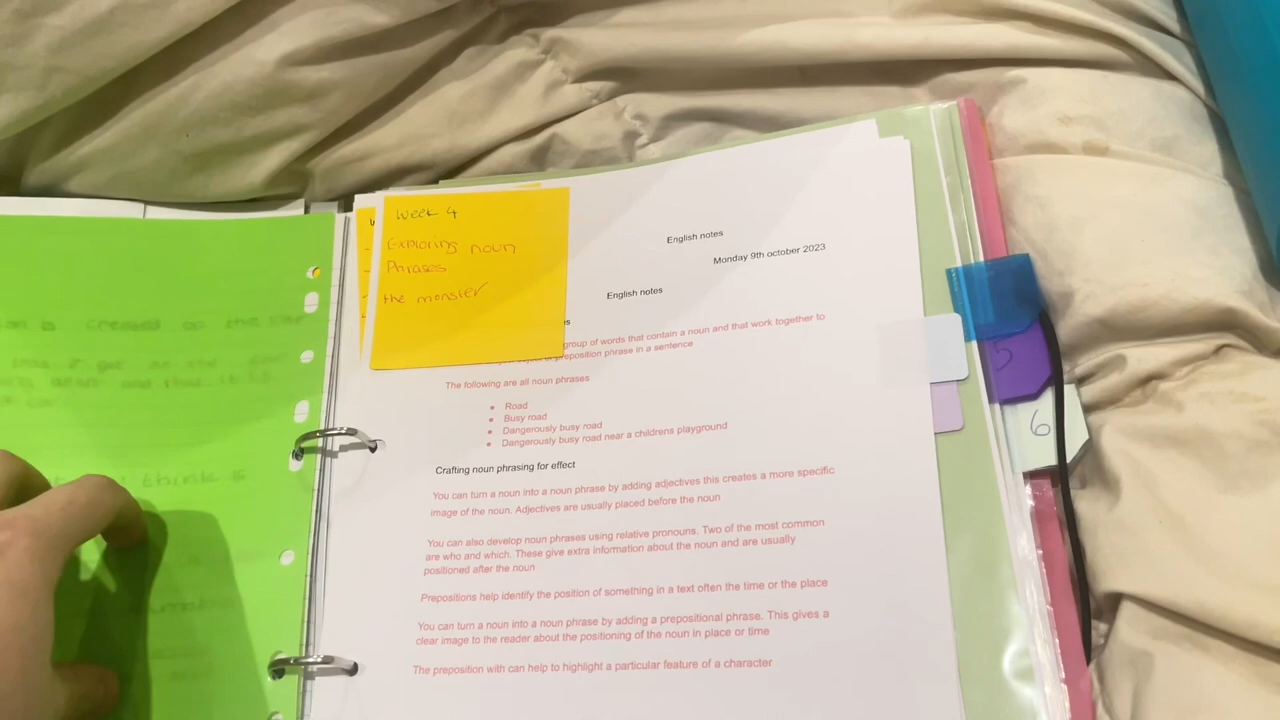 Week 4
Exploring noun
Phrases
the monster
English notes
Monday 9th october 2023
English notes
group of words that contain a noun and that work together to
preposition phrase in a sentence
The following are all noun phrases
Road
Busy road
Dangerously busy road
Dangerously busy road near a childrens playground
Crafting noun phrasing for effect
You can turn a noun into a noun phrase by adding adjectives this creates a more specific
image of the noun. Adjectives are usually placed before the noun
You can also develop noun phrases using relative pronouns. Two of the most common
are who and which. These give extra information about the noun and are usually
positioned after the noun
Prepositions help identify the position of something in a text often the time or the place
You can turn a noun into a noun phrase by adding a prepositional phrase. This gives a
clear image to the reader about the positioning of the noun in place or time
The preposition with can help to highlight a particular feature of a character
5
6